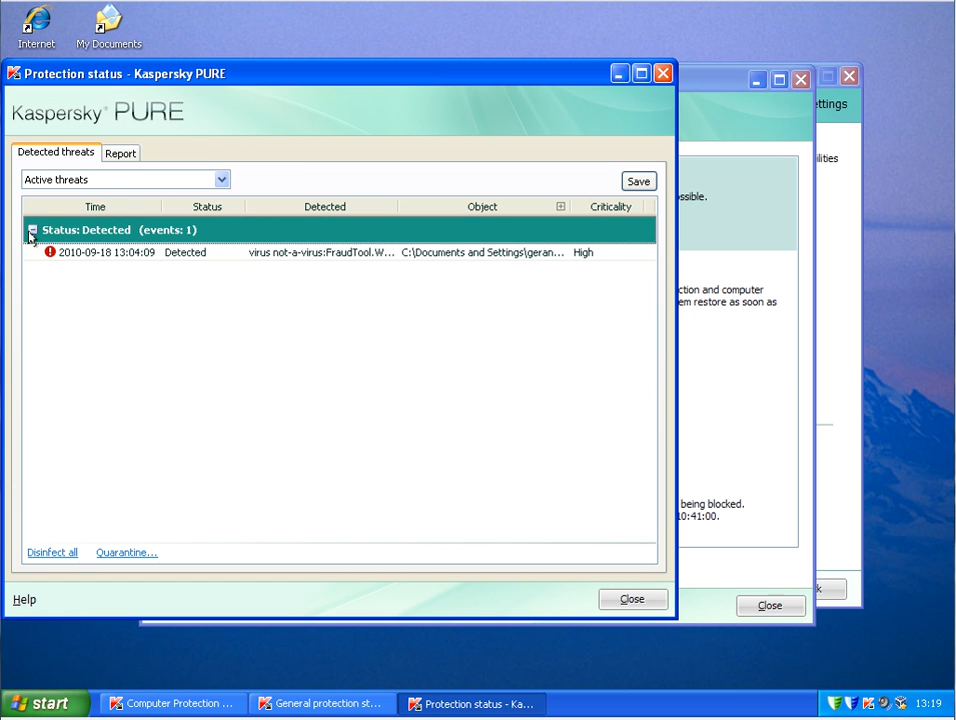 Internet
My Documents
Protection status - Kaspersky PURE
Kaspersky PURE
ettings
Detected threats
Report
ilities
Active threats
Save
ssible.
Time
Status
Detected
Object
Criticality
Status: Detected (events: 1)
2010-09-18 13:04:09
Detected
virus not-a-virus:FraudTool.W...
C:\Documents and Settings\geran...
High
ction and computer
em restore as soon as
being blocked.
0:41:00.
Disinfect all
Quarantine...
k
Help
Close
Close
start
Computer Protection ...
General protection st...
Protection status - Ka...
13:19